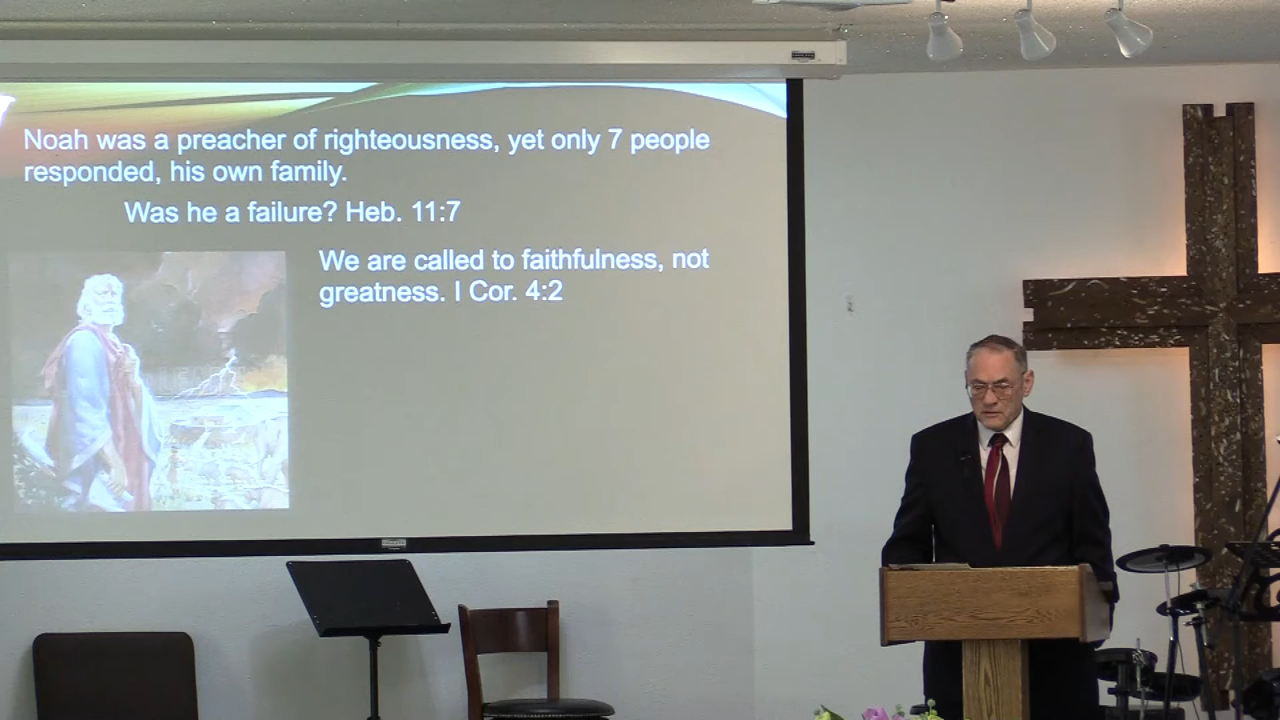 Noah was a preacher of righteousness, yet only 7 people
responded, his own family.
Was he a failure? Heb. 11:7
We are called to faithfulness, not
greatness. I Cor. 4:2